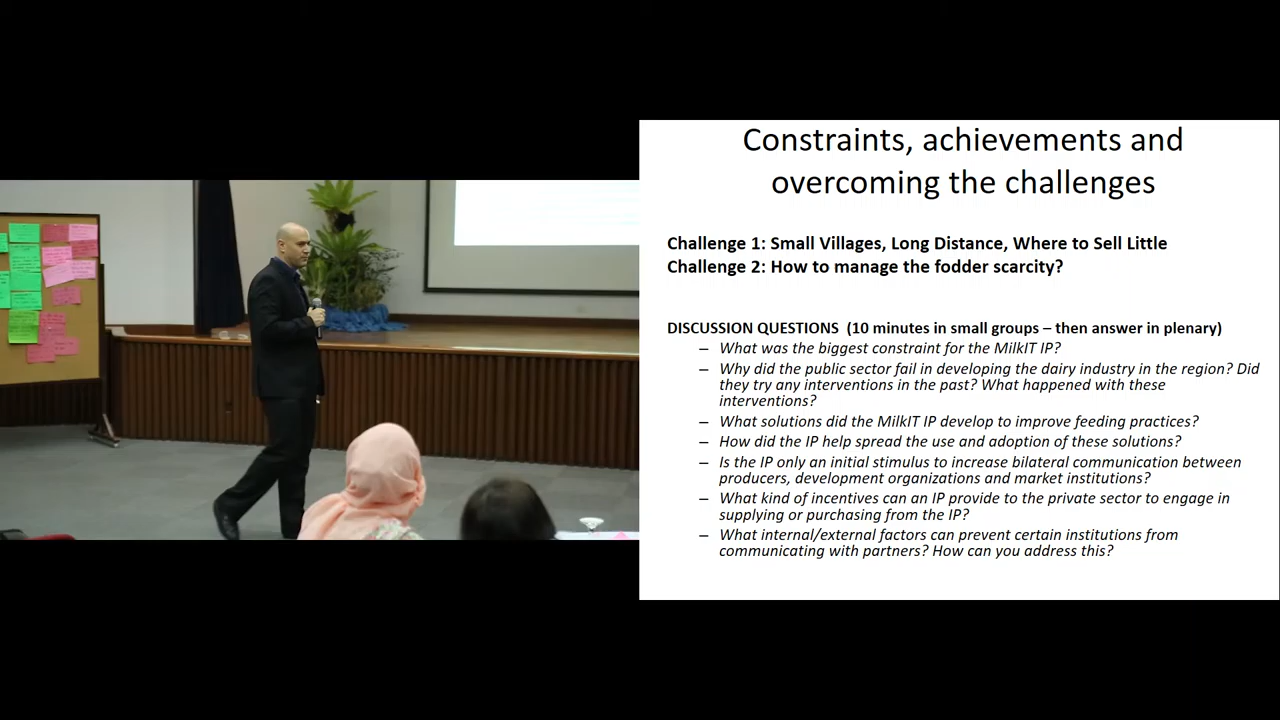 Constraints, achievements and
overcoming the challenges
Challenge 1: Small Villages, Long Distance, Where to Sell Little
Challenge 2: How to manage the fodder scarcity?
DISCUSSION QUESTIONS (10 minutes in small groups – then answer in plenary)
– What was the biggest constraint for the MilkIT IP?
– Why did the public sector fail in developing the dairy industry in the region? Did
they try any interventions in the past? What happened with these
interventions?
– What solutions did the MilkIT IP develop to improve feeding practices?
– How did the IP help spread the use and adoption of these solutions?
– Is the IP only an initial stimulus to increase bilateral communication between
producers, development organizations and market institutions?
– What kind of incentives can an IP provide to the private sector to engage in
supplying or purchasing from the IP?
– What internal/external factors can prevent certain institutions from
communicating with partners? How can you address this?